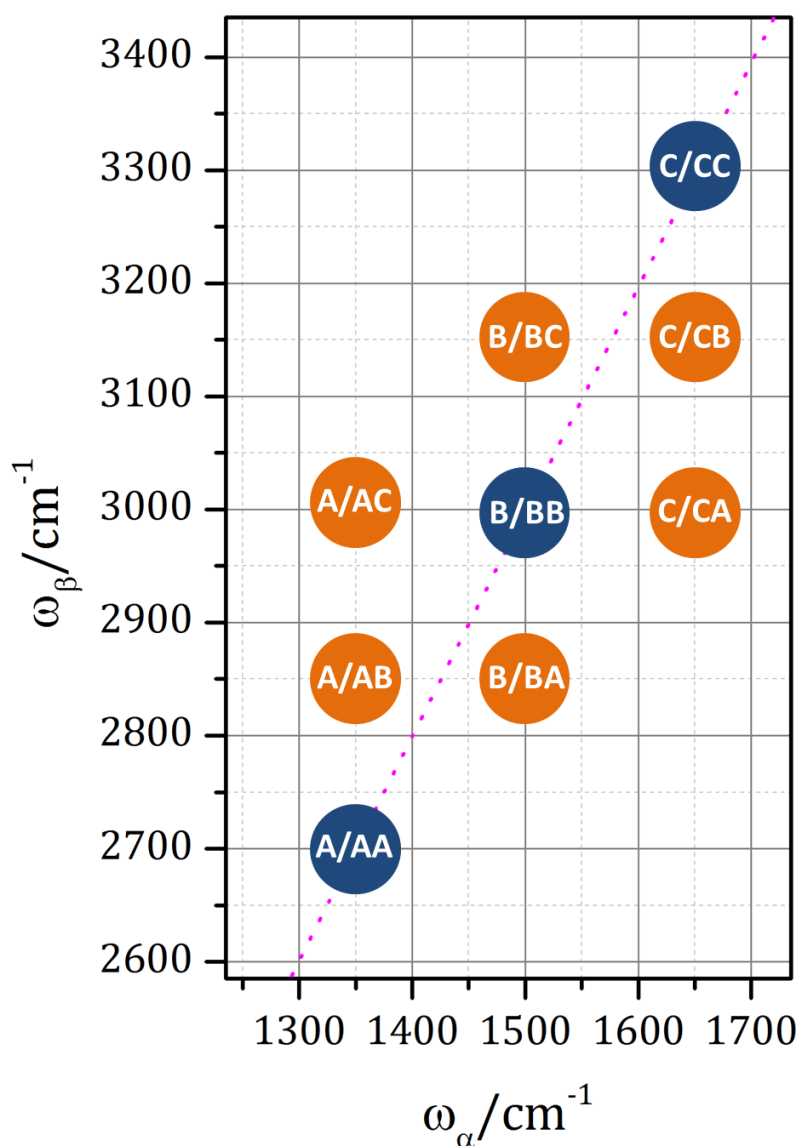 3400
3300
3200
3100
3000
2900
2800
2700
2600
ω_β/cm⁻¹
C/CC
B/BC C/CB
A/AC B/BB C/CA
A/AB B/BA
A/AA
1300 1400 1500 1600 1700
ω_α/cm⁻¹